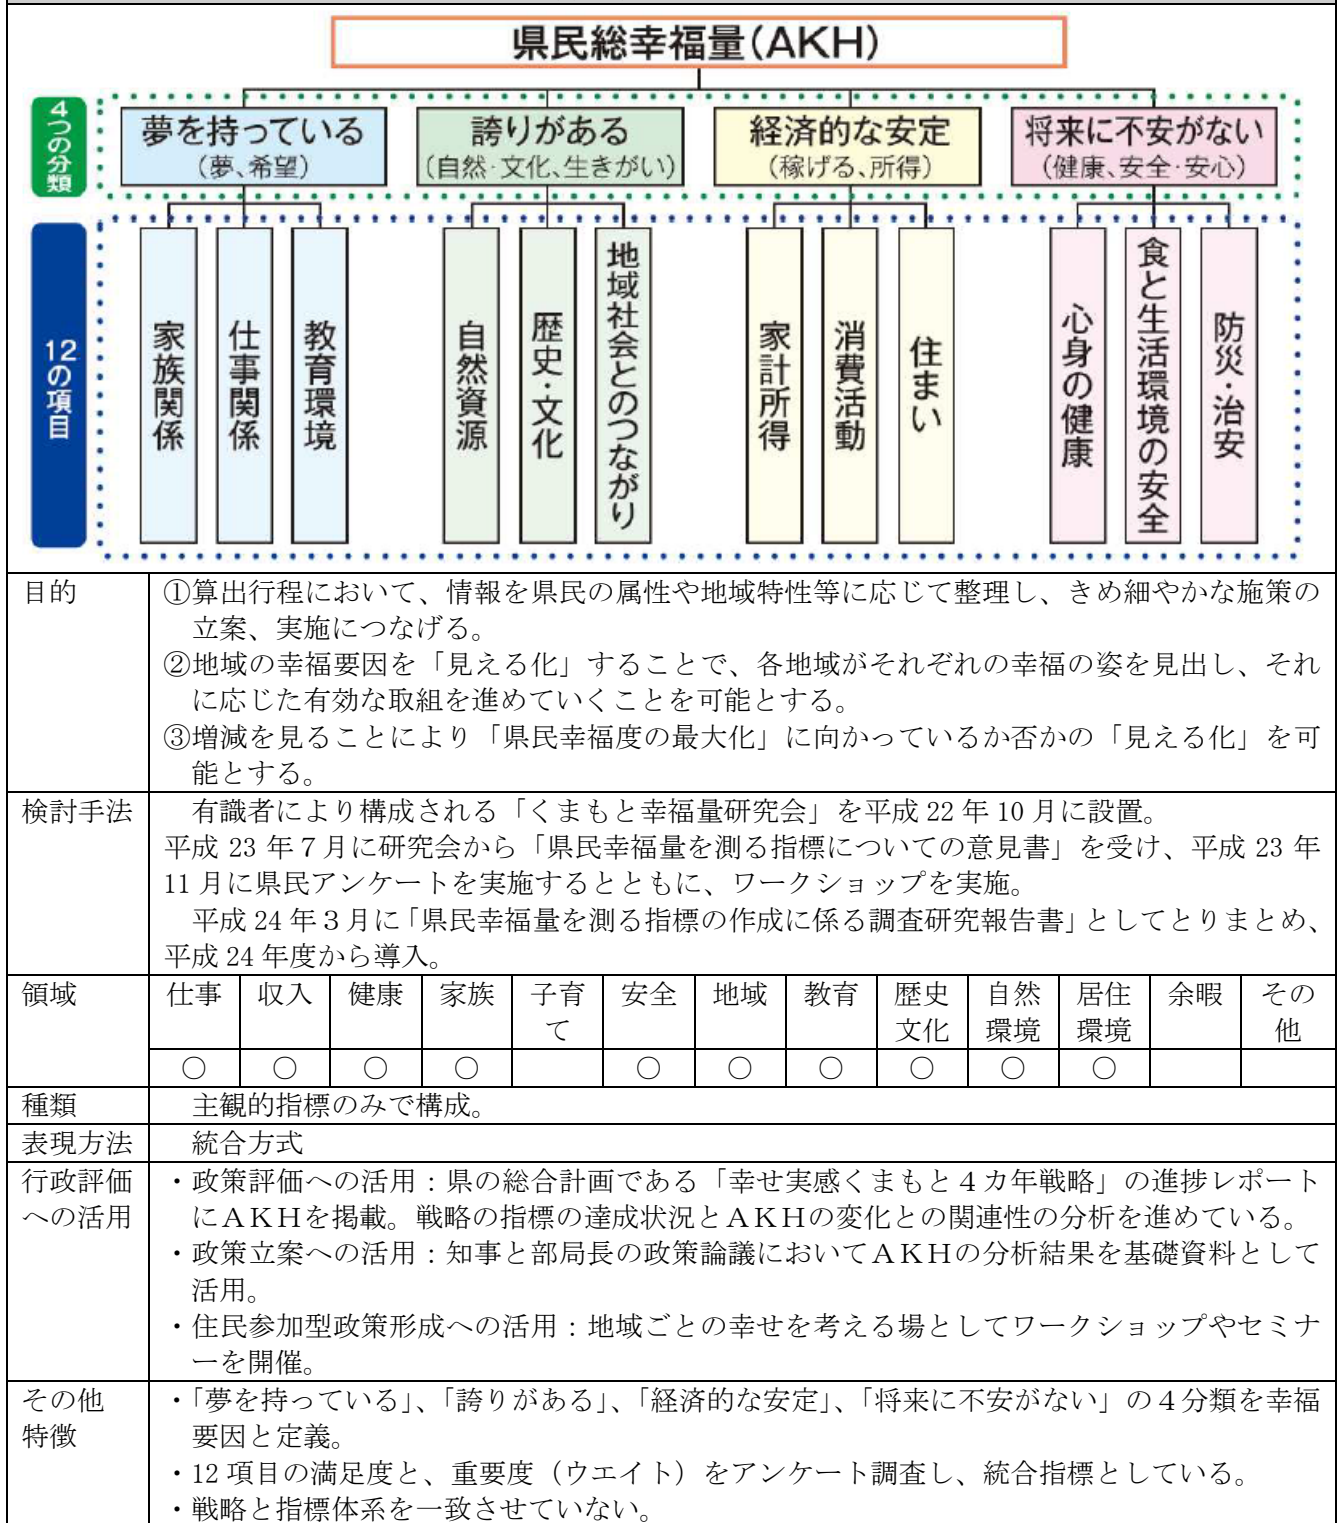 県民総幸福量(AKH)
4つの分類
夢を持っている
(夢、希望)
誇りがある
(自然・文化、生きがい)
経済的な安定
(稼げる、所得)
将来に不安がない
(健康、安全・安心)
12の項目
家族関係
仕事関係
教育環境
自然資源
歴史・文化
地域社会とのつながり
家計所得
消費活動
住まい
心身の健康
食と生活環境の安全
防災・治安
目的
①算出行程において、情報を県民の属性や地域特性等に応じて整理し、きめ細やかな施策の
立案、実施につなげる。
②地域の幸福要因を「見える化」することで、各地域がそれぞれの幸福の姿を見出し、それ
に応じた有効な取組を進めていくことを可能とする。
③増減を見ることにより「県民幸福度の最大化」に向かっているか否かの「見える化」を可
能とする。
検討手法
有識者により構成される「くまもと幸福量研究会」を平成 22 年 10 月に設置。
平成 23 年７月に研究会から「県民幸福量を測る指標についての意見書」を受け、平成 23 年
11 月に県民アンケートを実施するとともに、ワークショップを実施。
平成 24 年３月に「県民幸福量を測る指標の作成に係る調査研究報告書」としてとりまとめ、
平成 24 年度から導入。
領域
仕事 収入 健康 家族 子育て 安全 地域 教育 歴史文化 自然環境 居住環境 余暇 その他
○ ○ ○ ○ ○ ○ ○ ○ ○ ○
種類
主観的指標のみで構成。
表現方法
統合方式
行政評価
への活用
・政策評価への活用：県の総合計画である「幸せ実感くまもと４カ年戦略」の進捗レポート
にＡＫＨを掲載。戦略の指標の達成状況とＡＫＨの変化との関連性の分析を進めている。
・政策立案への活用：知事と部局長の政策論議においてＡＫＨの分析結果を基礎資料として
活用。
・住民参加型政策形成への活用：地域ごとの幸せを考える場としてワークショップやセミナ
ーを開催。
その他
特徴
・「夢を持っている」、「誇りがある」、「経済的な安定」、「将来に不安がない」の４分類を幸福
要因と定義。
・12 項目の満足度と、重要度（ウエイト）をアンケート調査し、統合指標としている。
・戦略と指標体系を一致させていない。